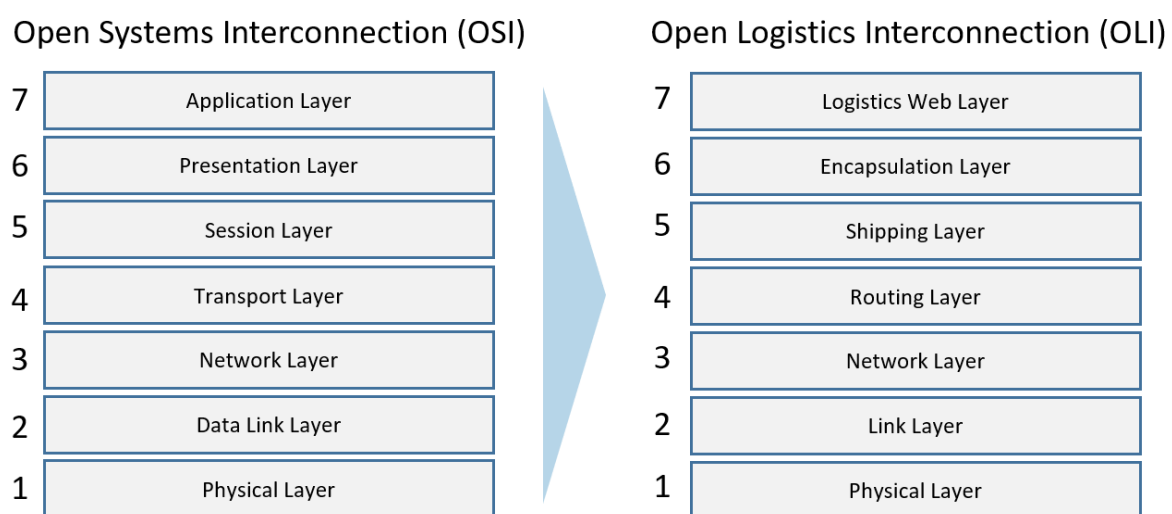 Open Systems Interconnection (OSI)
7 Application Layer
6 Presentation Layer
5 Session Layer
4 Transport Layer
3 Network Layer
2 Data Link Layer
1 Physical Layer
Open Logistics Interconnection (OLI)
7 Logistics Web Layer
6 Encapsulation Layer
5 Shipping Layer
4 Routing Layer
3 Network Layer
2 Link Layer
1 Physical Layer